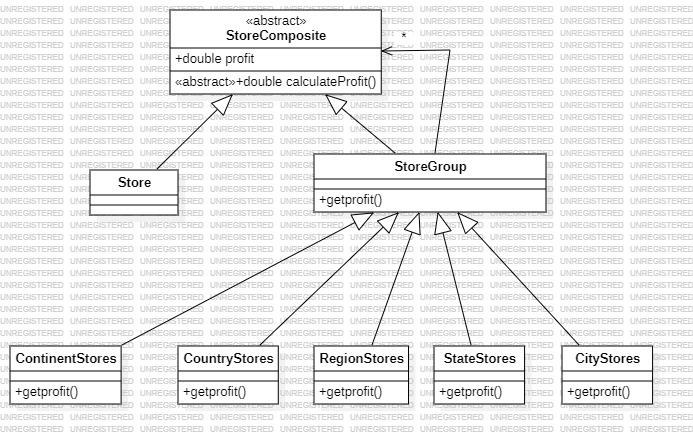 «abstract»
StoreComposite
*
+double profit
«abstract»+double calculateProfit()
Store
StoreGroup
+getprofit()
ContinentStores
CountryStores
RegionStores
StateStores
CityStores
+getprofit()
+getprofit()
+getprofit()
+getprofit()
+getprofit()
UNREGISTERED